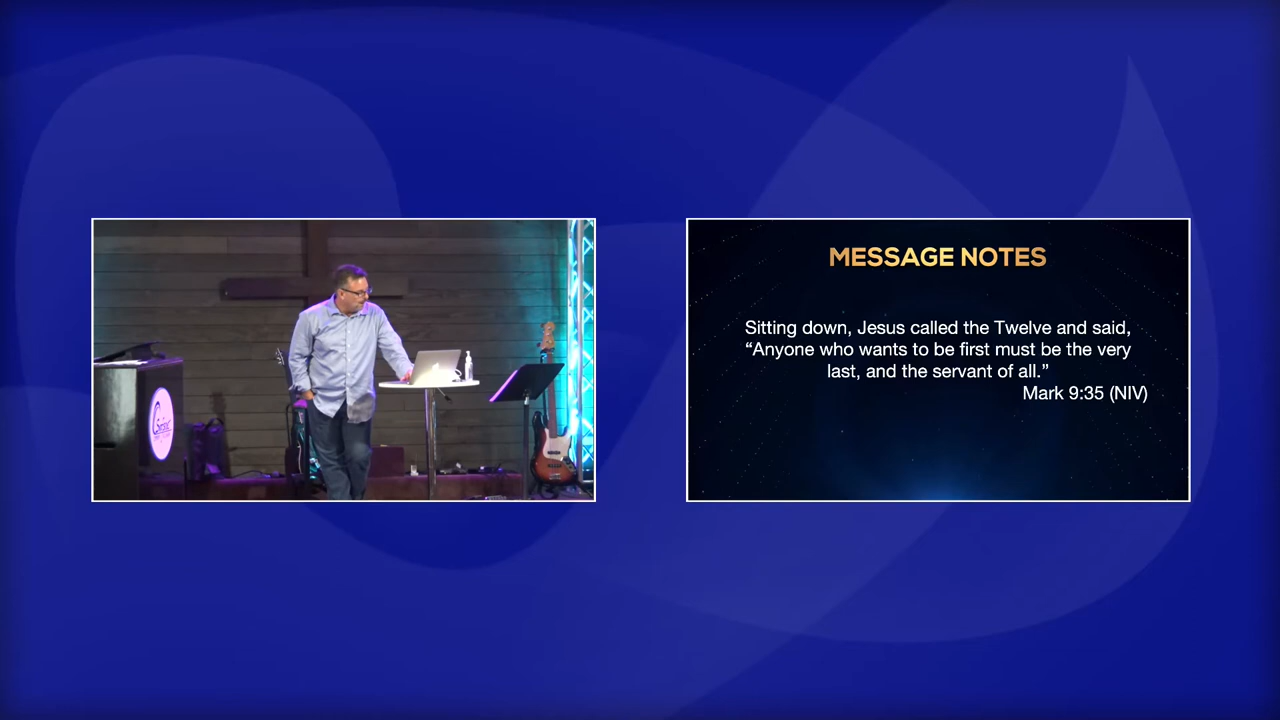 MESSAGE NOTES
Sitting down, Jesus called the Twelve and said,
“Anyone who wants to be first must be the very
last, and the servant of all.”
Mark 9:35 (NIV)